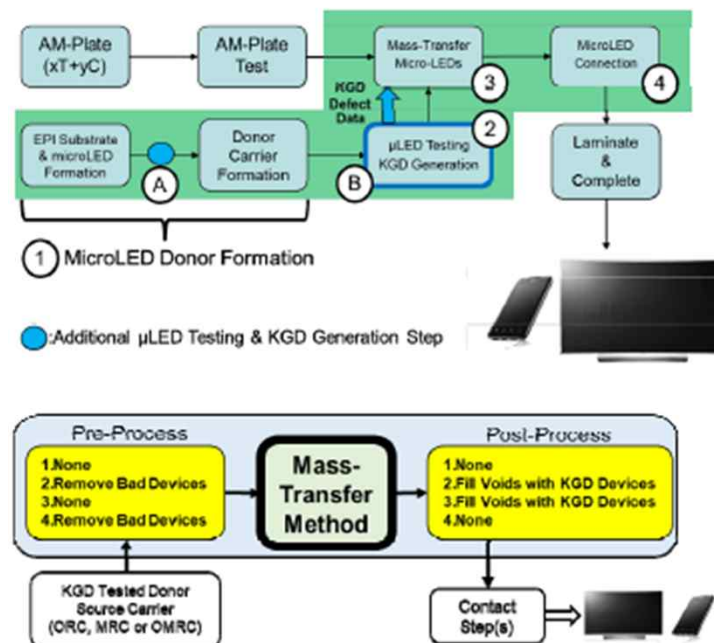 AM-Plate
(xT+yC)
AM-Plate
Test
Mass-Transfer
Micro-LEDs
3
MicroLED
Connection
4
KGD
Defect
Data
2
EPI Substrate
& microLED
Formation
A
Donor
Carrier
Formation
B
µLED Testing
KGD Generation
Laminate
&
Complete
1 MicroLED Donor Formation
:Additional µLED Testing & KGD Generation Step
Pre-Process
1.None
2.Remove Bad Devices
3.None
4.Remove Bad Devices
Mass-
Transfer
Method
Post-Process
1.None
2.Fill Voids with KGD Devices
3.Fill Voids with KGD Devices
4.None
KGD Tested Donor
Source Carrier
(ORC, MRC or OMRC)
Contact
Step(s)